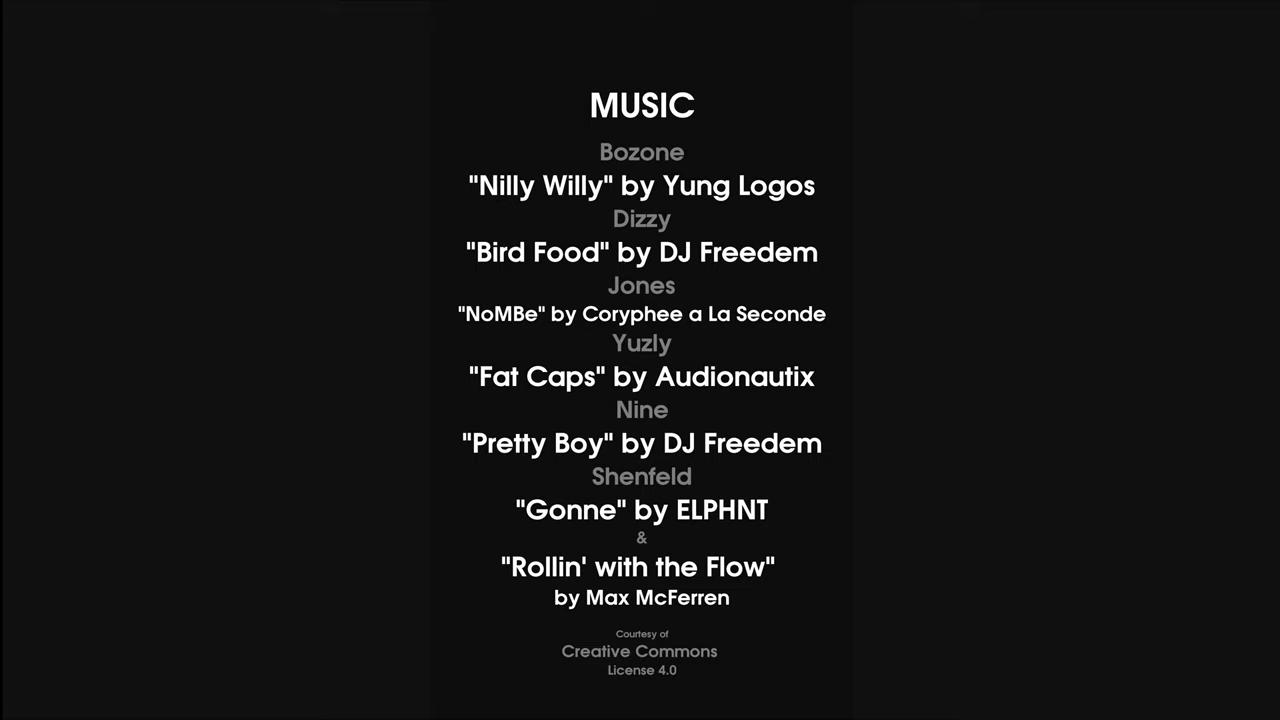 MUSIC
Bozone
"Nilly Willy" by Yung Logos
Dizzy
"Bird Food" by DJ Freedem
Jones
"NoMBe" by Coryphee a La Seconde
Yuzly
"Fat Caps" by Audionautix
Nine
"Pretty Boy" by DJ Freedem
Shenfeld
"Gonne" by ELPHNT
&
"Rollin' with the Flow"
by Max McFerren
Courtesy of
Creative Commons
License 4.0